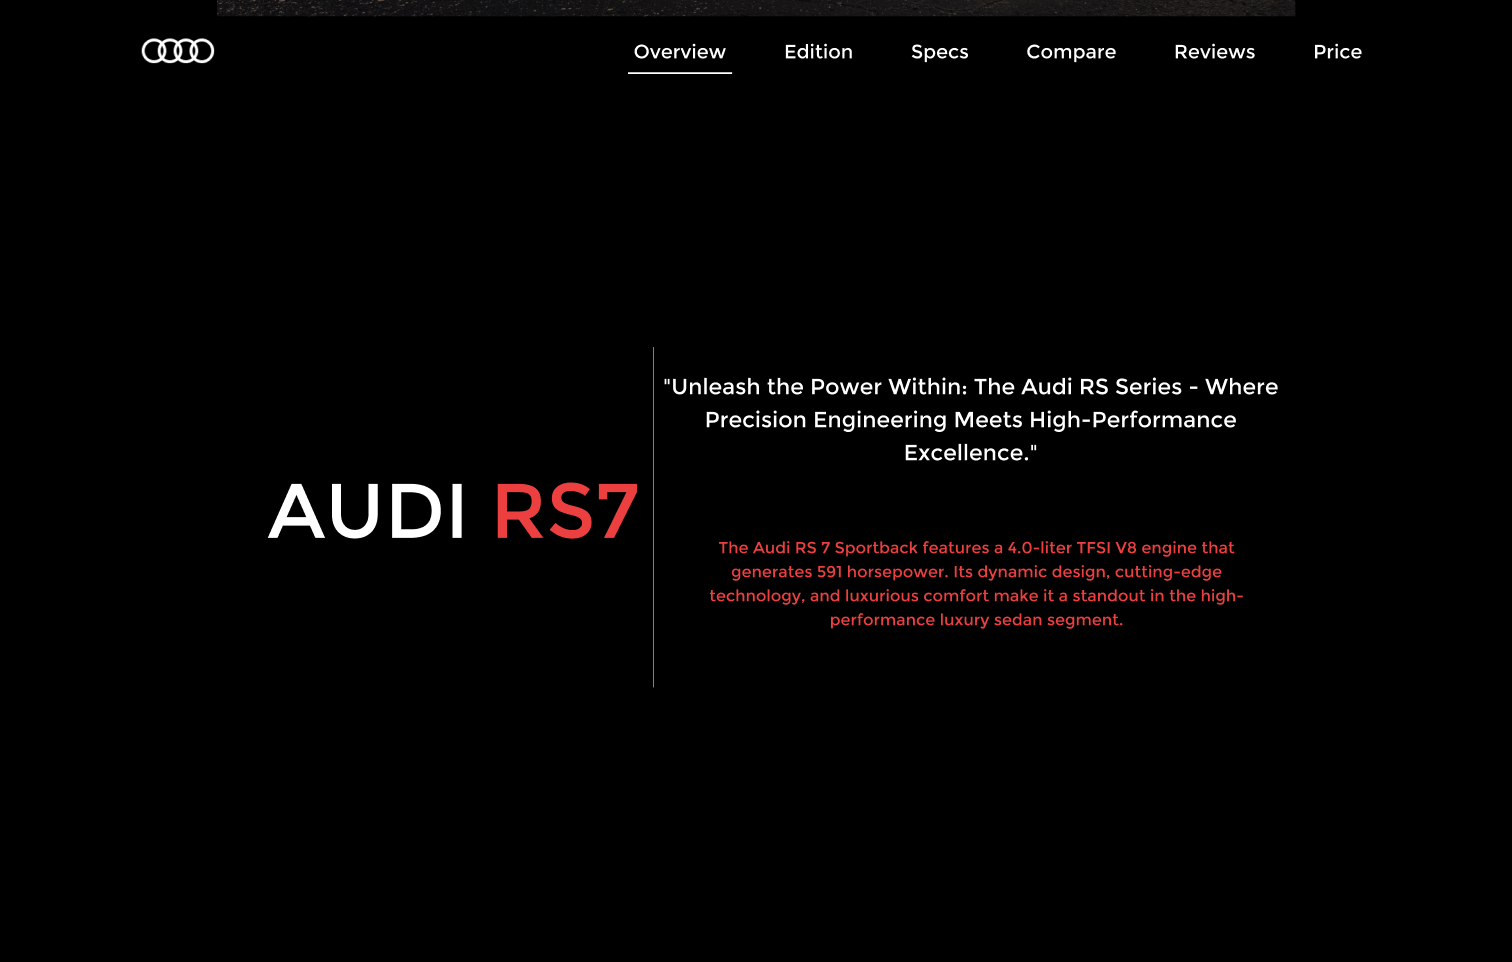 Overview Edition Specs Compare Reviews Price
"Unleash the Power Within: The Audi RS Series - Where
Precision Engineering Meets High-Performance
Excellence."
AUDI RS7
The Audi RS 7 Sportback features a 4.0-liter TFSI V8 engine that
generates 591 horsepower. Its dynamic design, cutting-edge
technology, and luxurious comfort make it a standout in the high-
performance luxury sedan segment.